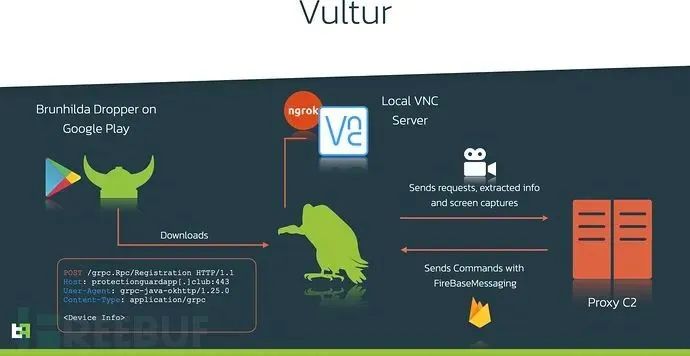 Vultur
Brunhilda Dropper on
Google Play
ngrok
VNC
Local VNC
Server
Sends requests, extracted info
and screen captures
Downloads
POST /grpc.Rpc/Registration HTTP/1.1
Host: protectionguardapp[.]club:443
User-Agent: grpc-java-okhttp/1.25.0
Content-Type: application/grpc
<Device Info>
Sends Commands with
FireBaseMessaging
Proxy C2
REEBUF